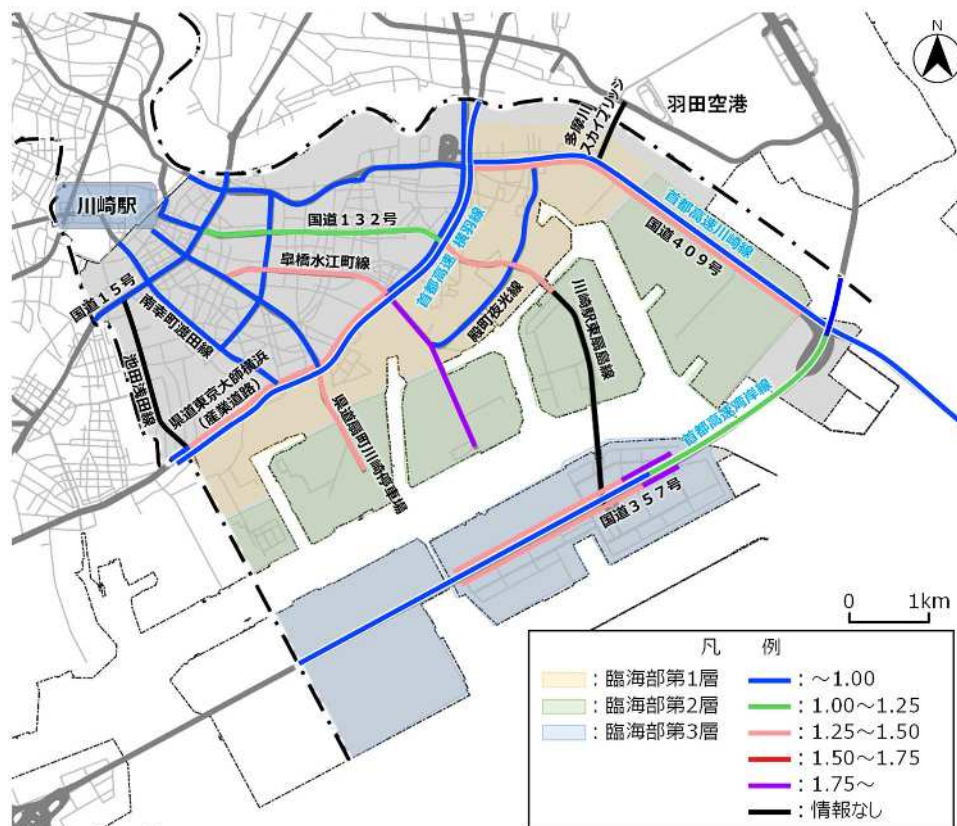 N
羽田空港
多摩川
スカイブリッジ
川崎駅
国道132号
首都高速川崎線
国道409号
首都高速 横羽線
皐橋水江町線
国道15号
南幸町渡田線
殿町夜光線
川崎駅東扇島線
池田浅田線
県道東京大師横浜
(産業道路)
県道扇町川崎停車場
首都高速湾岸線
国道357号
0 1km
凡 例
:臨海部第1層
:臨海部第2層
:臨海部第3層
:~1.00
:1.00~1.25
:1.25~1.50
:1.50~1.75
:1.75~
:情報なし